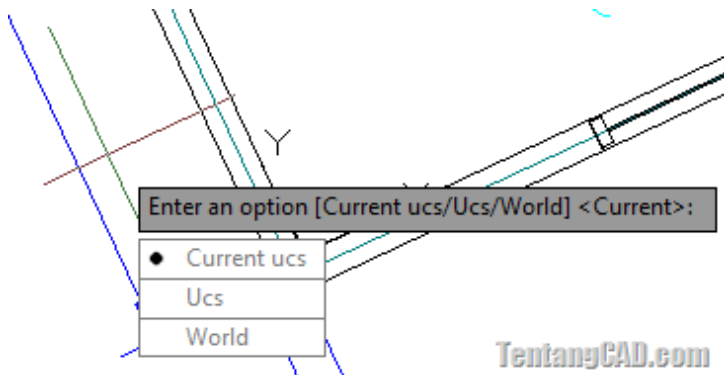 Y
Enter an option [Current ucs/Ucs/World] <Current>:
Current ucs
Ucs
World
TentangCAD.com